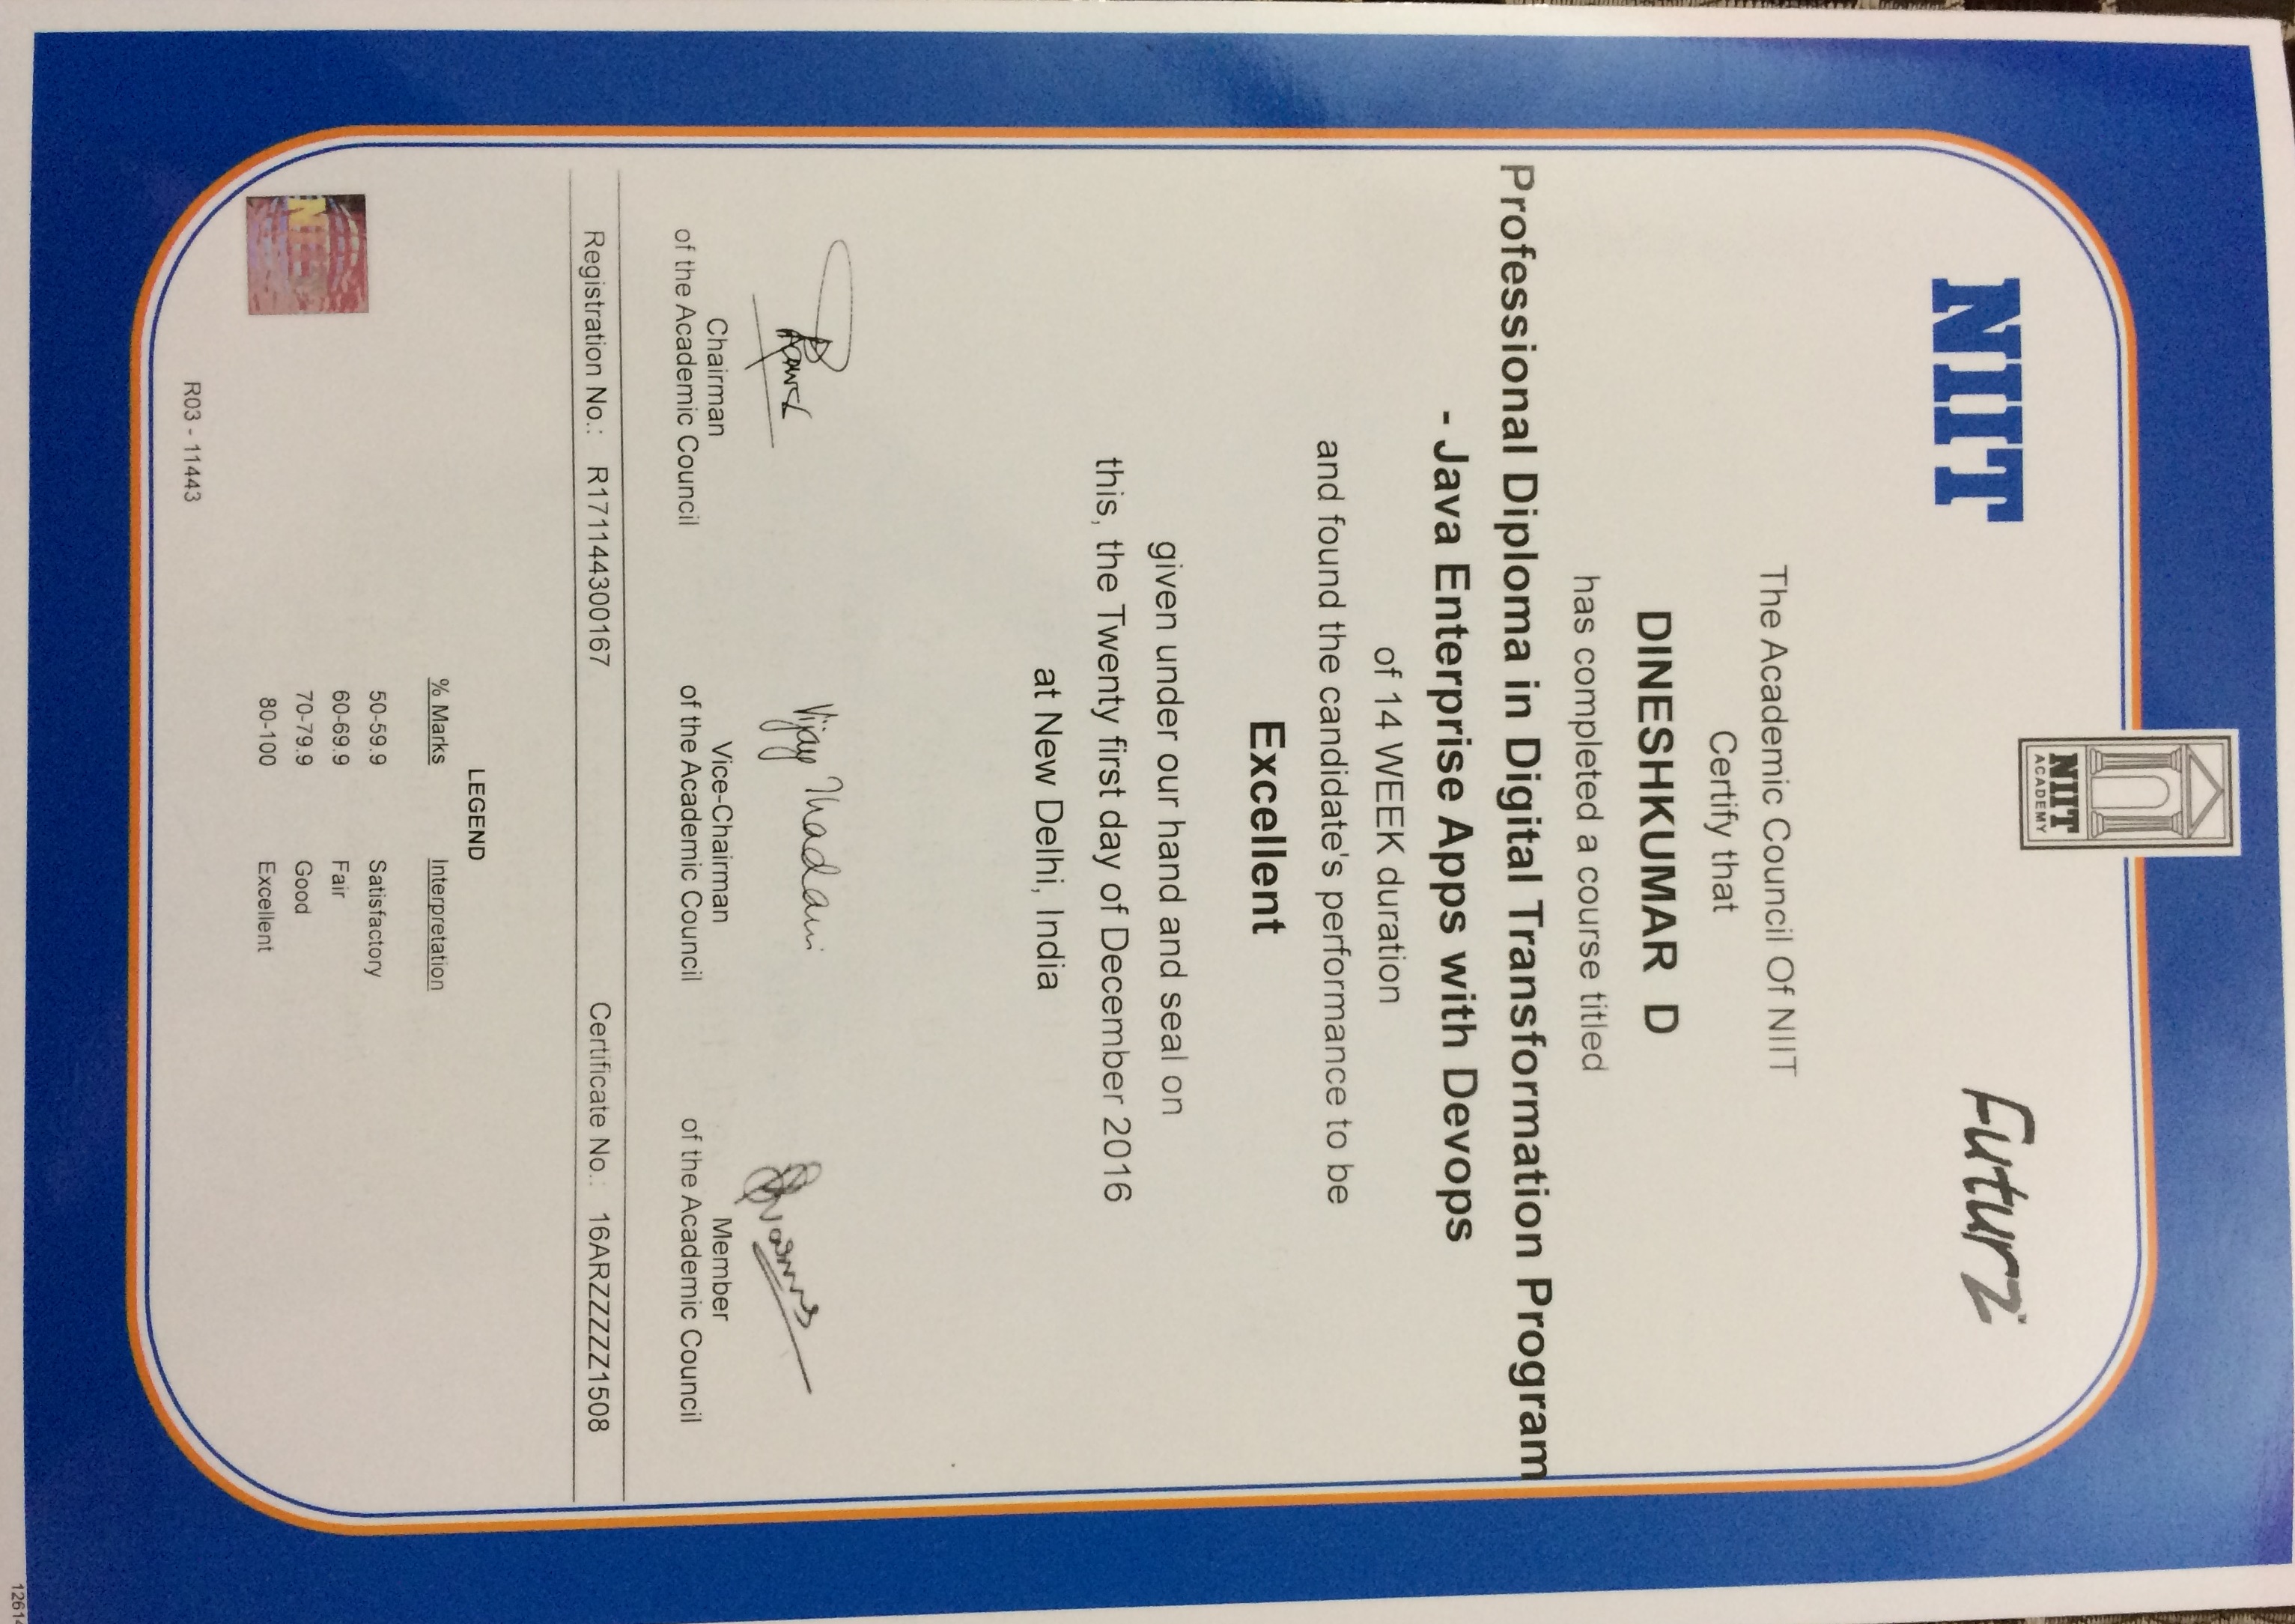 NIIT
ACADEMY
NIIT
Futurz™
The Academic Council Of NIIT
Certify that
DINESHKUMAR D
has completed a course titled
Professional Diploma in Digital Transformation Program
- Java Enterprise Apps with Devops
of 14 WEEK duration
and found the candidate's performance to be
Excellent
given under our hand and seal on
this, the Twenty first day of December 2016
at New Delhi, India
Vijay Thadani
Chairman
of the Academic Council
Vice-Chairman
of the Academic Council
Member
of the Academic Council
Registration No.: R171144300167
Certificate No.: 16ARZZZZZ1508
LEGEND
% Marks Interpretation
50-59.9 Satisfactory
60-69.9 Fair
70-79.9 Good
80-100 Excellent
NIIT
R03 - 11443